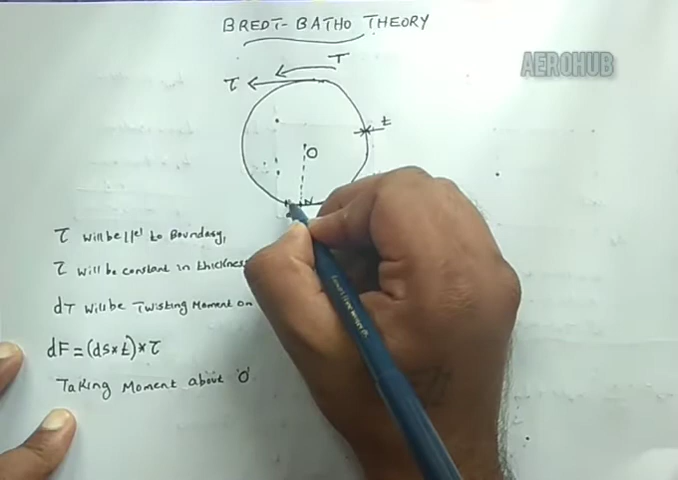 BREDT-BATHO THEORY
AEROHUB
T
τ
t
O
τ will be ||el to Boundary,
τ will be constant in thickness
dT will be Twisting Moment on
dF = (ds*t)*τ
Taking Moment about 'O'